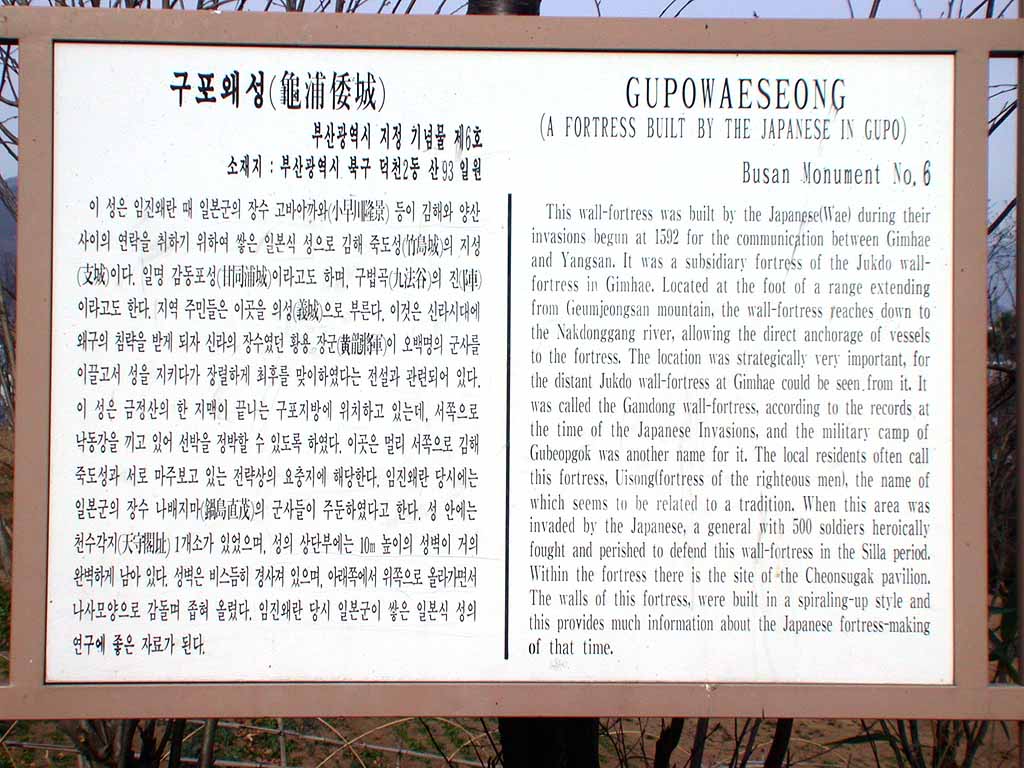 구포왜성(龜浦倭城)
부산광역시 지정 기념물 제6호
소재지 : 부산광역시 북구 덕천2동 산93 일원
이 성은 임진왜란 때 일본군의 장수 고바야까와(小早川隆景) 등이 김해와 양산
사이의 연락을 취하기 위하여 쌓은 일본식 성으로 김해 죽도성(竹島城)의 지성
(支城)이다. 일명 감동포성(甘同浦城)이라고도 하며, 구법곡(九法谷)의 진(陣)
이라고도 한다. 지역 주민들은 이곳을 의성(義城)으로 부른다. 이것은 신라시대에
왜구의 침략을 받게 되자 신라의 장수였던 황용 장군(黄龍將軍)이 오백명의 군사를
이끌고서 성을 지키다가 장렬하게 최후를 맞이하였다는 전설과 관련되어 있다.
이 성은 금정산의 한 지맥이 끝나는 구포지방에 위치하고 있는데, 서쪽으로
낙동강을 끼고 있어 선박을 정박할 수 있도록 하였다. 이곳은 멀리 서쪽으로 김해
죽도성과 서로 마주보고 있는 전략상의 요충지에 해당한다. 임진왜란 당시에는
일본군의 장수 나베지마(鍋島直茂)의 군사들이 주둔하였다고 한다. 성 안에는
천수각지(天守閣址) 1개소가 있었으며, 성의 상단부에는 10m 높이의 성벽이 거의
완벽하게 남아 있다. 성벽은 비스듬히 경사져 있으며, 아래쪽에서 위쪽으로 올라가면서
나사모양으로 감돌며 좁혀 올렸다. 임진왜란 당시 일본군이 쌓은 일본식 성의
연구에 좋은 자료가 된다.
GUPOWAESEONG
(A FORTRESS BUILT BY THE JAPANESE IN GUPO)
Busan Monument No. 6
This wall-fortress was built by the Japanese(Wae) during their
invasions begun at 1592 for the communication between Gimhae
and Yangsan. It was a subsidiary fortress of the Jukdo wall-
fortress in Gimhae. Located at the foot of a range extending
from Geumjeongsan mountain, the wall-fortress reaches down to
the Nakdonggang river, allowing the direct anchorage of vessels
to the fortress. The location was strategically very important, for
the distant Jukdo wall-fortress at Gimhae could be seen from it. It
was called the Gamdong wall-fortress, according to the records at
the time of the Japanese Invasions, and the military camp of
Gubeopgok was another name for it. The local residents often call
this fortress, Uisong(fortress of the righteous men), the name of
which seems to be related to a tradition. When this area was
invaded by the Japanese, a general with 500 soldiers heroically
fought and perished to defend this wall-fortress in the Silla period.
Within the fortress there is the site of the Cheonsugak pavilion.
The walls of this fortress, were built in a spiraling-up style and
this provides much information about the Japanese fortress-making
of that time.